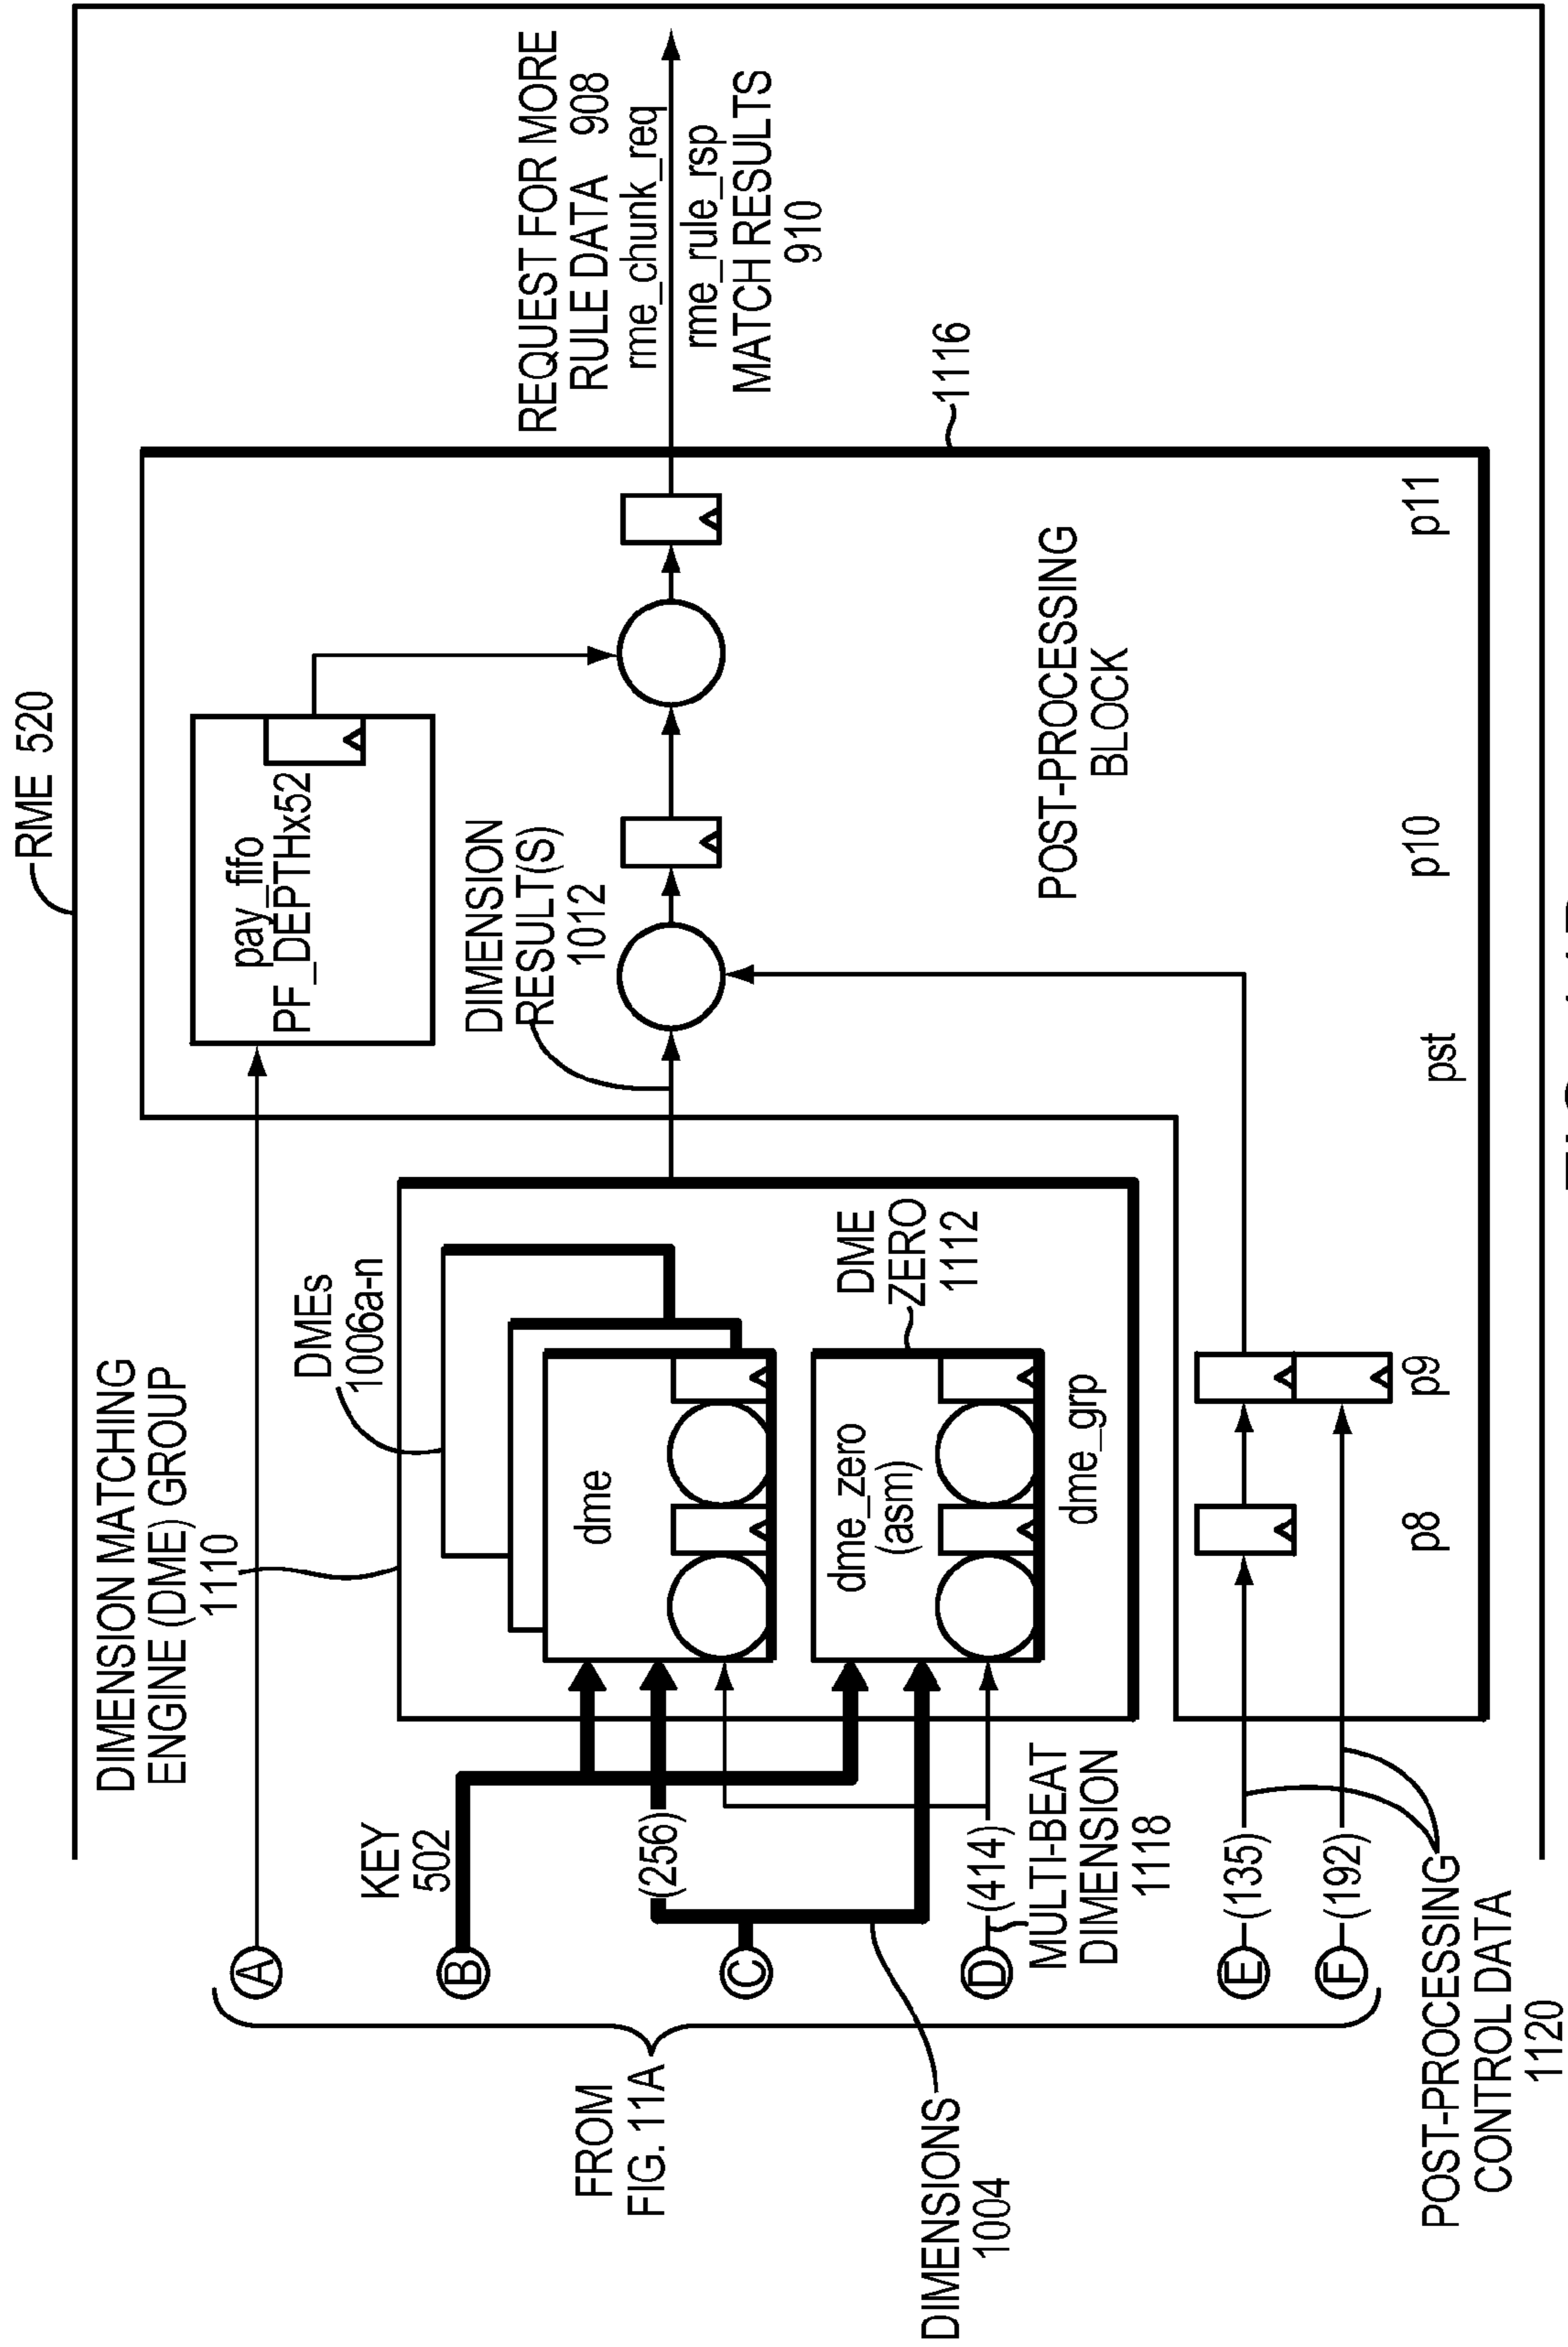 RME 520
DIMENSION MATCHING
ENGINE (DME) GROUP
1110
DMEs
1006a-n
pay_fifo
PF_DEPTHx52
DIMENSION
RESULT(S)
1012
REQUEST FOR MORE
RULE DATA 908
rme_chunk_req
rme_rule_rsp
MATCH RESULTS
910
FROM
FIG. 11A
A
B
C
D
E
F
KEY
502
(256)
(414)
MULTI-BEAT
DIMENSION
1118
(135)
(192)
DIMENSIONS
1004
POST-PROCESSING
CONTROL DATA
1120
dme
dme_zero
(asm)
DME
ZERO
1112
dme_grp
POST-PROCESSING
BLOCK
1116
p8
p9
pst
p10
p11